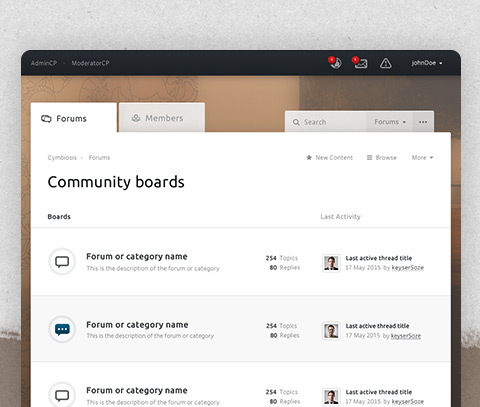 AdminCP · ModeratorCP
1
1
johnDoe
Forums
Members
Search
Forums
Cymbiosis
Forums
New Content
Browse
More
Community boards
Boards
Last Activity
Forum or category name
This is the description of the forum or category
254 Topics
80 Replies
Last active thread title
17 May 2015 by keyserSoze
Forum or category name
This is the description of the forum or category
254 Topics
80 Replies
Last active thread title
17 May 2015 by keyserSoze
Forum or category name
This is the description of the forum or category
254 Topics
80 Replies
Last active thread title
17 May 2015 by keyserSoze